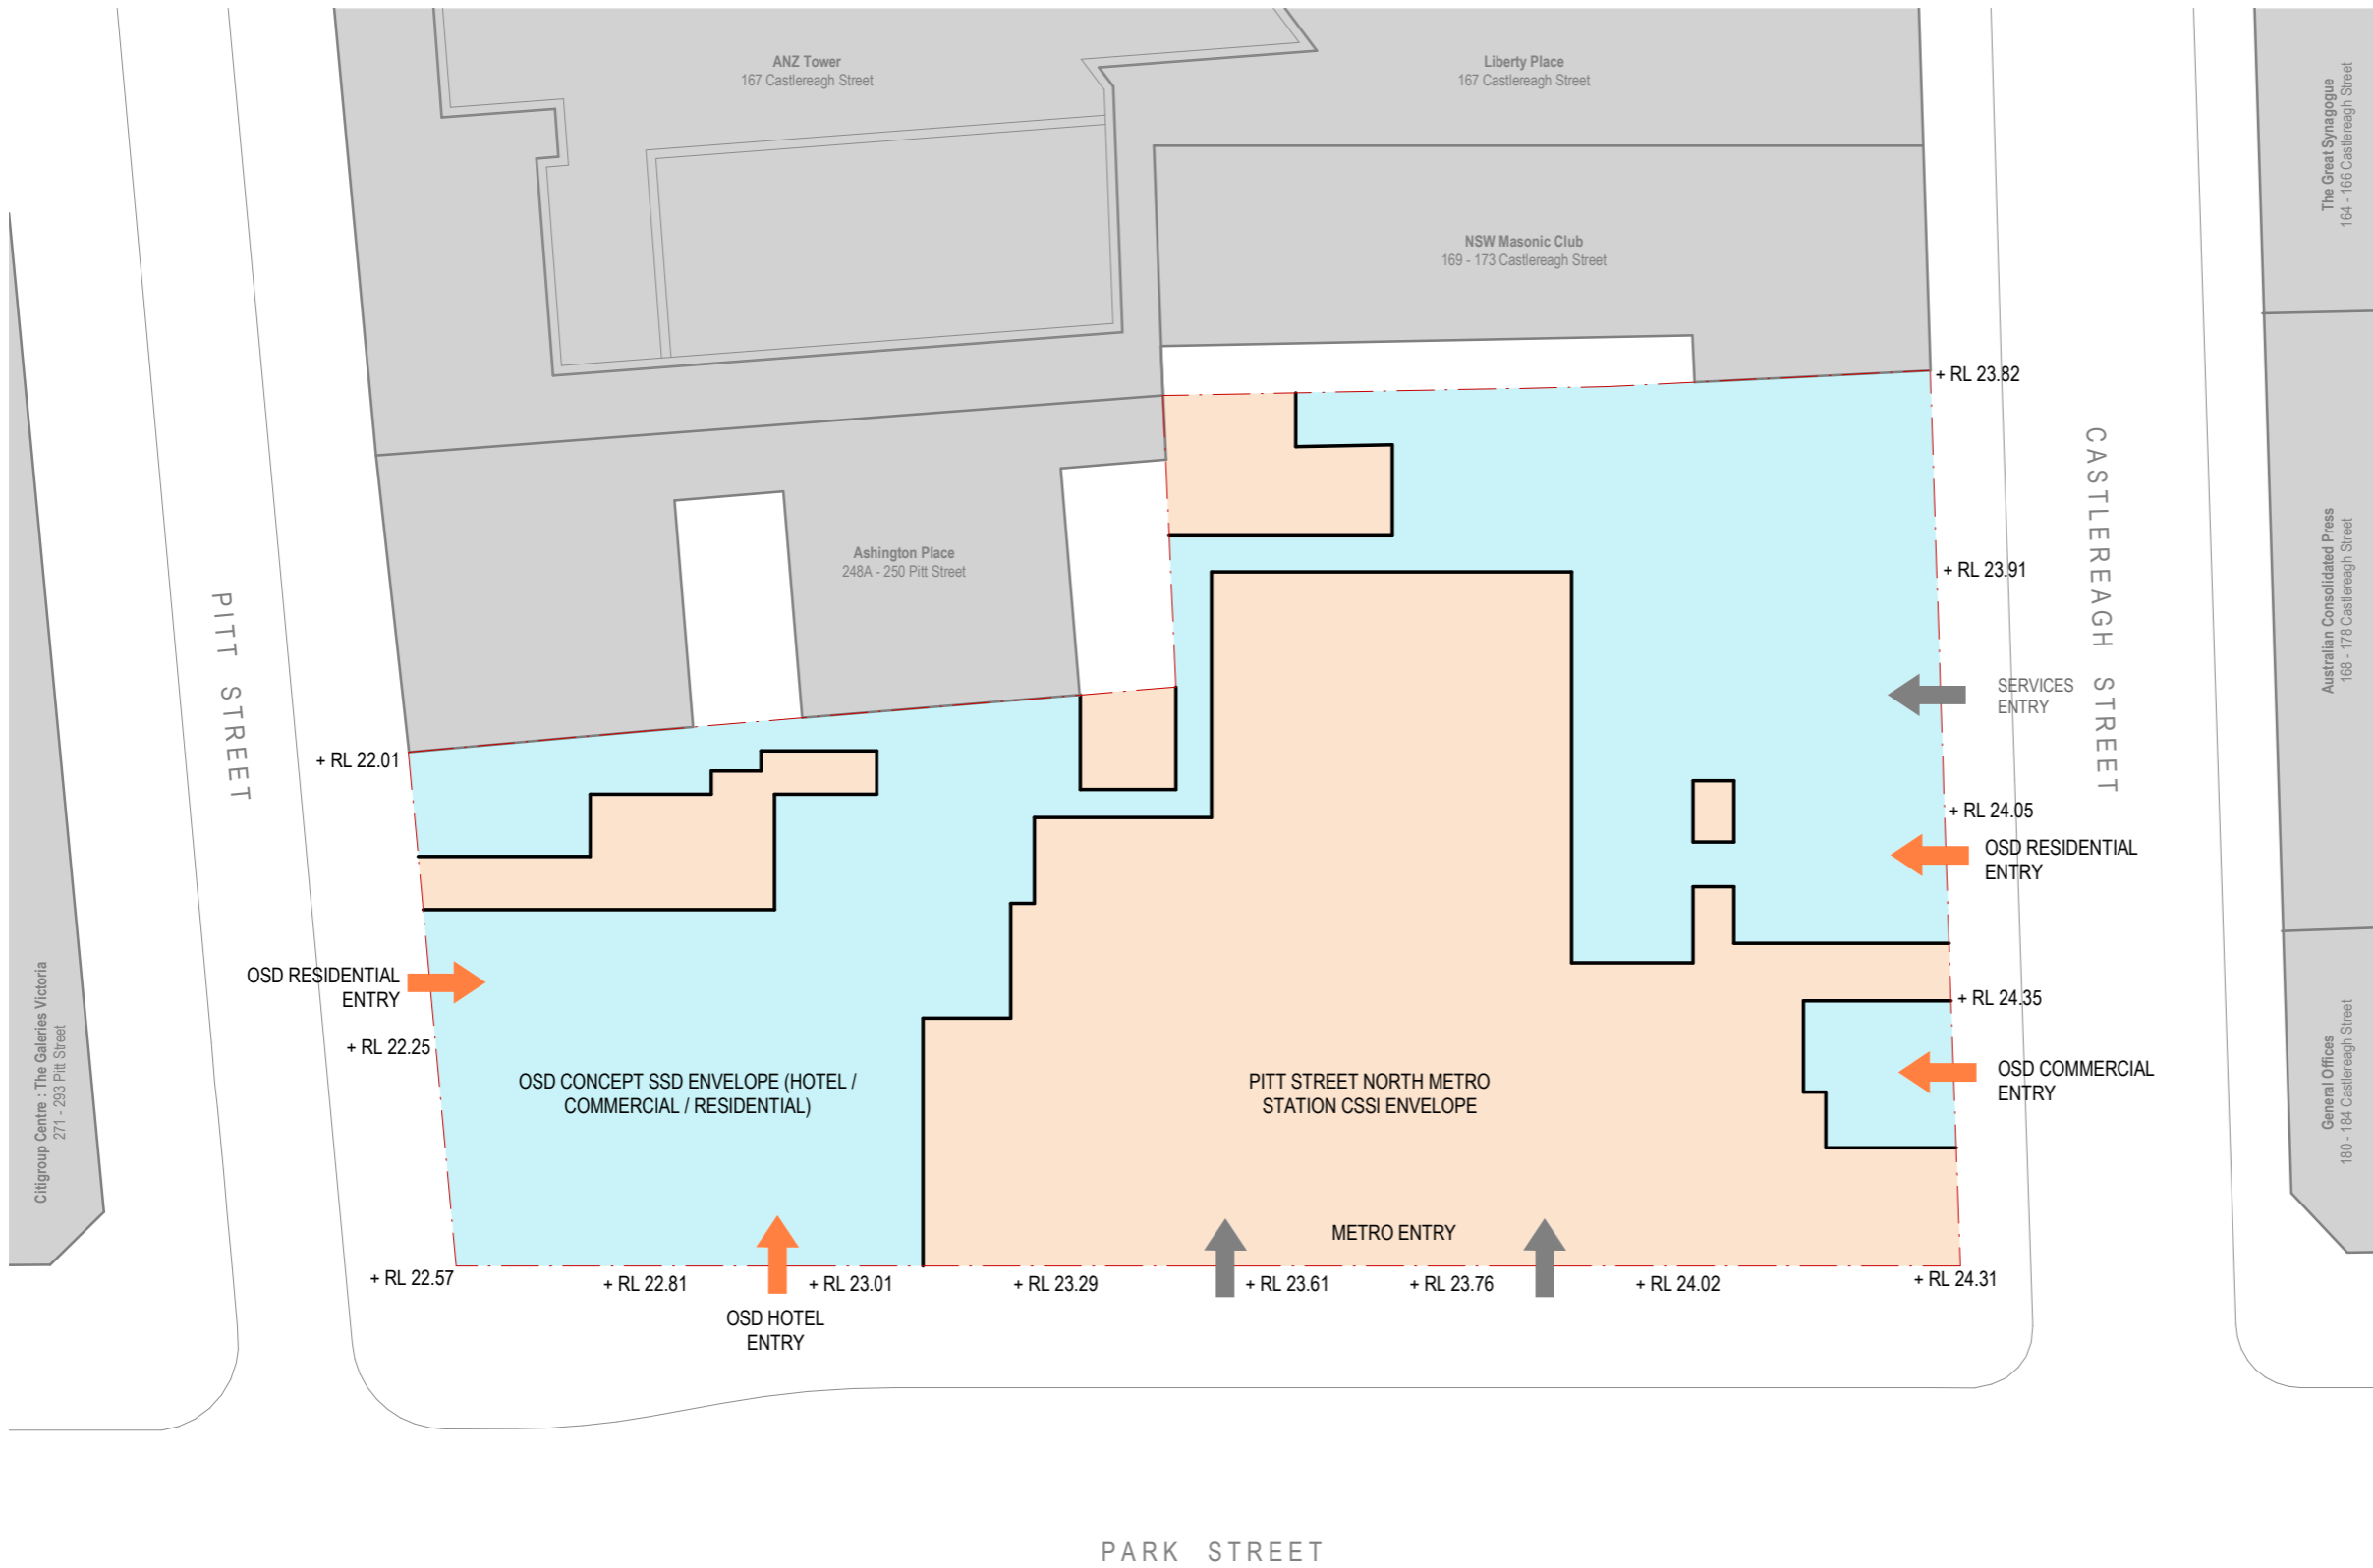 ANZ Tower
167 Castlereagh Street
Liberty Place
167 Castlereagh Street
The Great Synagogue
164 - 166 Castlereagh Street
NSW Masonic Club
169 - 173 Castlereagh Street
+ RL 23.82
CASTLEREAGH STREET
Ashington Place
248A - 250 Pitt Street
+ RL 23.91
Australian Consolidated Press
168 - 178 Castlereagh Street
PITT STREET
SERVICES
ENTRY
+ RL 22.01
+ RL 24.05
OSD RESIDENTIAL
ENTRY
OSD RESIDENTIAL
ENTRY
+ RL 24.35
+ RL 22.25
Citigroup Centre : The Galeries Victoria
271 - 293 Pitt Street
OSD CONCEPT SSD ENVELOPE (HOTEL /
COMMERCIAL / RESIDENTIAL)
PITT STREET NORTH METRO
STATION CSSI ENVELOPE
OSD COMMERCIAL
ENTRY
General Offices
180 - 184 Castlereagh Street
METRO ENTRY
+ RL 22.57
+ RL 22.81
+ RL 23.01
+ RL 23.29
+ RL 23.61
+ RL 23.76
+ RL 24.02
+ RL 24.31
OSD HOTEL
ENTRY
PARK STREET